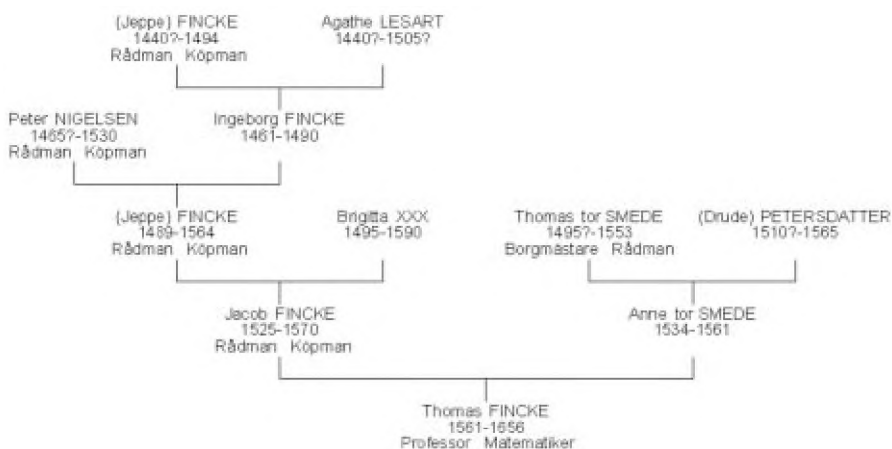 (Jeppe) FINCKE
1440?-1494
Rådman Köpman
Agathe LESART
1440?-1505?
Peter NIGELSEN
1465?-1530
Rådman Köpman
Ingeborg FINCKE
1461-1490
(Jeppe) FINCKE
1489-1564
Rådman Köpman
Brigitta XXX
1495-1590
Thomas tor SMEDE
1495?-1553
Borgmästare Rådman
(Drude) PETERSDATTER
1510?-1565
Jacob FINCKE
1525-1570
Rådman Köpman
Anne tor SMEDE
1534-1561
Thomas FINCKE
1561-1656
Professor Matematiker